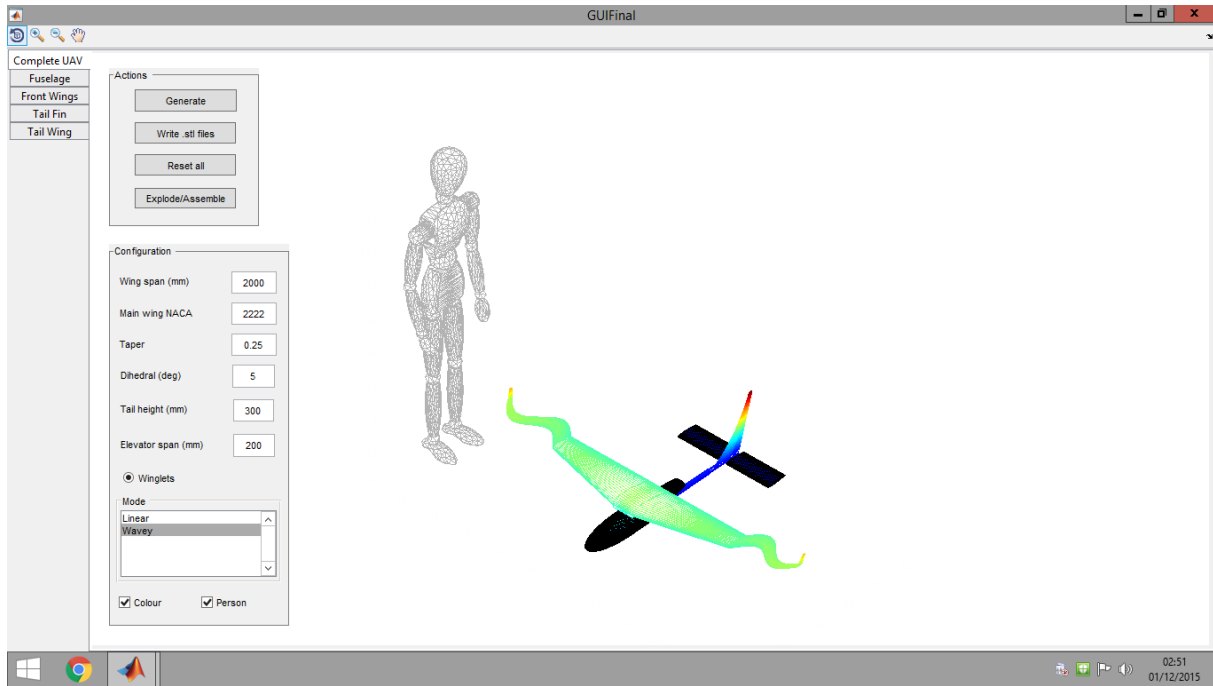 GUIFinal
Complete UAV
Fuselage
Front Wings
Tail Fin
Tail Wing
Actions
Generate
Write .stl files
Reset all
Explode/Assemble
Configuration
Wing span (mm) 2000
Main wing NACA 2222
Taper 0.25
Dihedral (deg) 5
Tail height (mm) 300
Elevator span (mm) 200
Winglets
Mode
Linear
Wavey
Colour Person
02:51
01/12/2015